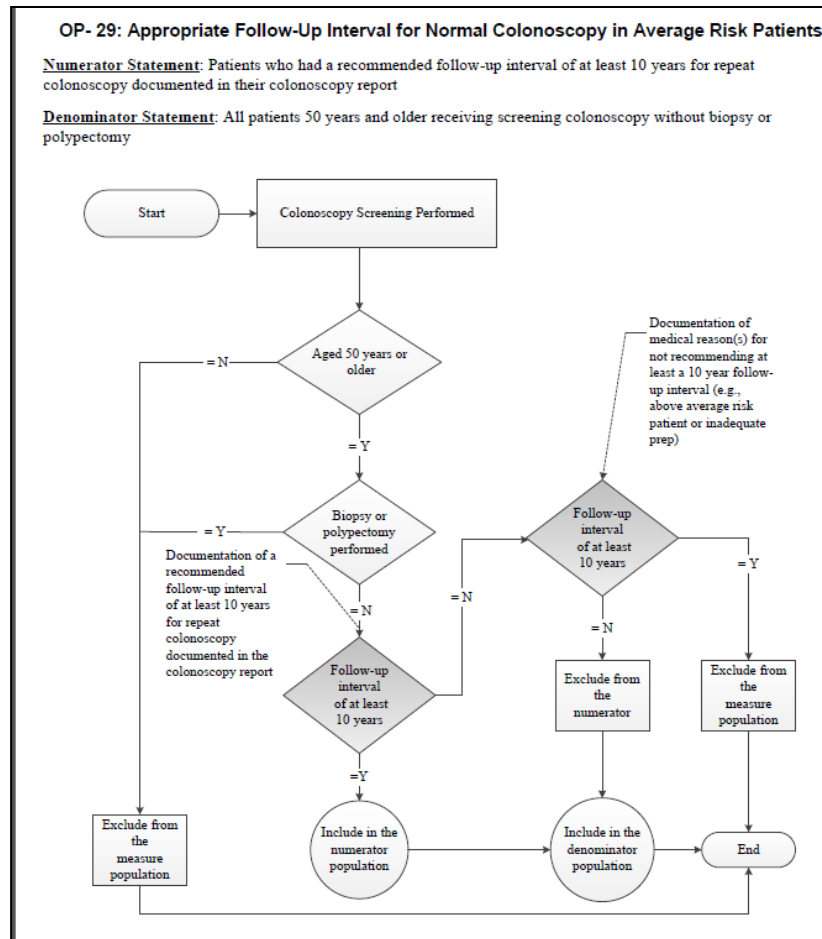 OP- 29: Appropriate Follow-Up Interval for Normal Colonoscopy in Average Risk Patients
Numerator Statement: Patients who had a recommended follow-up interval of at least 10 years for repeat
colonoscopy documented in their colonoscopy report
Denominator Statement: All patients 50 years and older receiving screening colonoscopy without biopsy or
polypectomy
Start
Colonoscopy Screening Performed
Aged 50 years or
older
= N
= Y
Documentation of
medical reason(s) for
not recommending at
least a 10 year follow-
up interval (e.g.,
above average risk
patient or inadequate
prep)
Biopsy or
polypectomy
performed
= Y
= N
Documentation of a
recommended
follow-up interval
of at least 10 years
for repeat
colonoscopy
documented in the
colonoscopy report
Follow-up
interval
of at least
10 years
= N
=Y
Follow-up
interval
of at least
10 years
= Y
= N
Exclude from
the
numerator
Exclude from
the
measure
population
Exclude from
the
measure
population
Include in the
numerator
population
Include in the
denominator
population
End